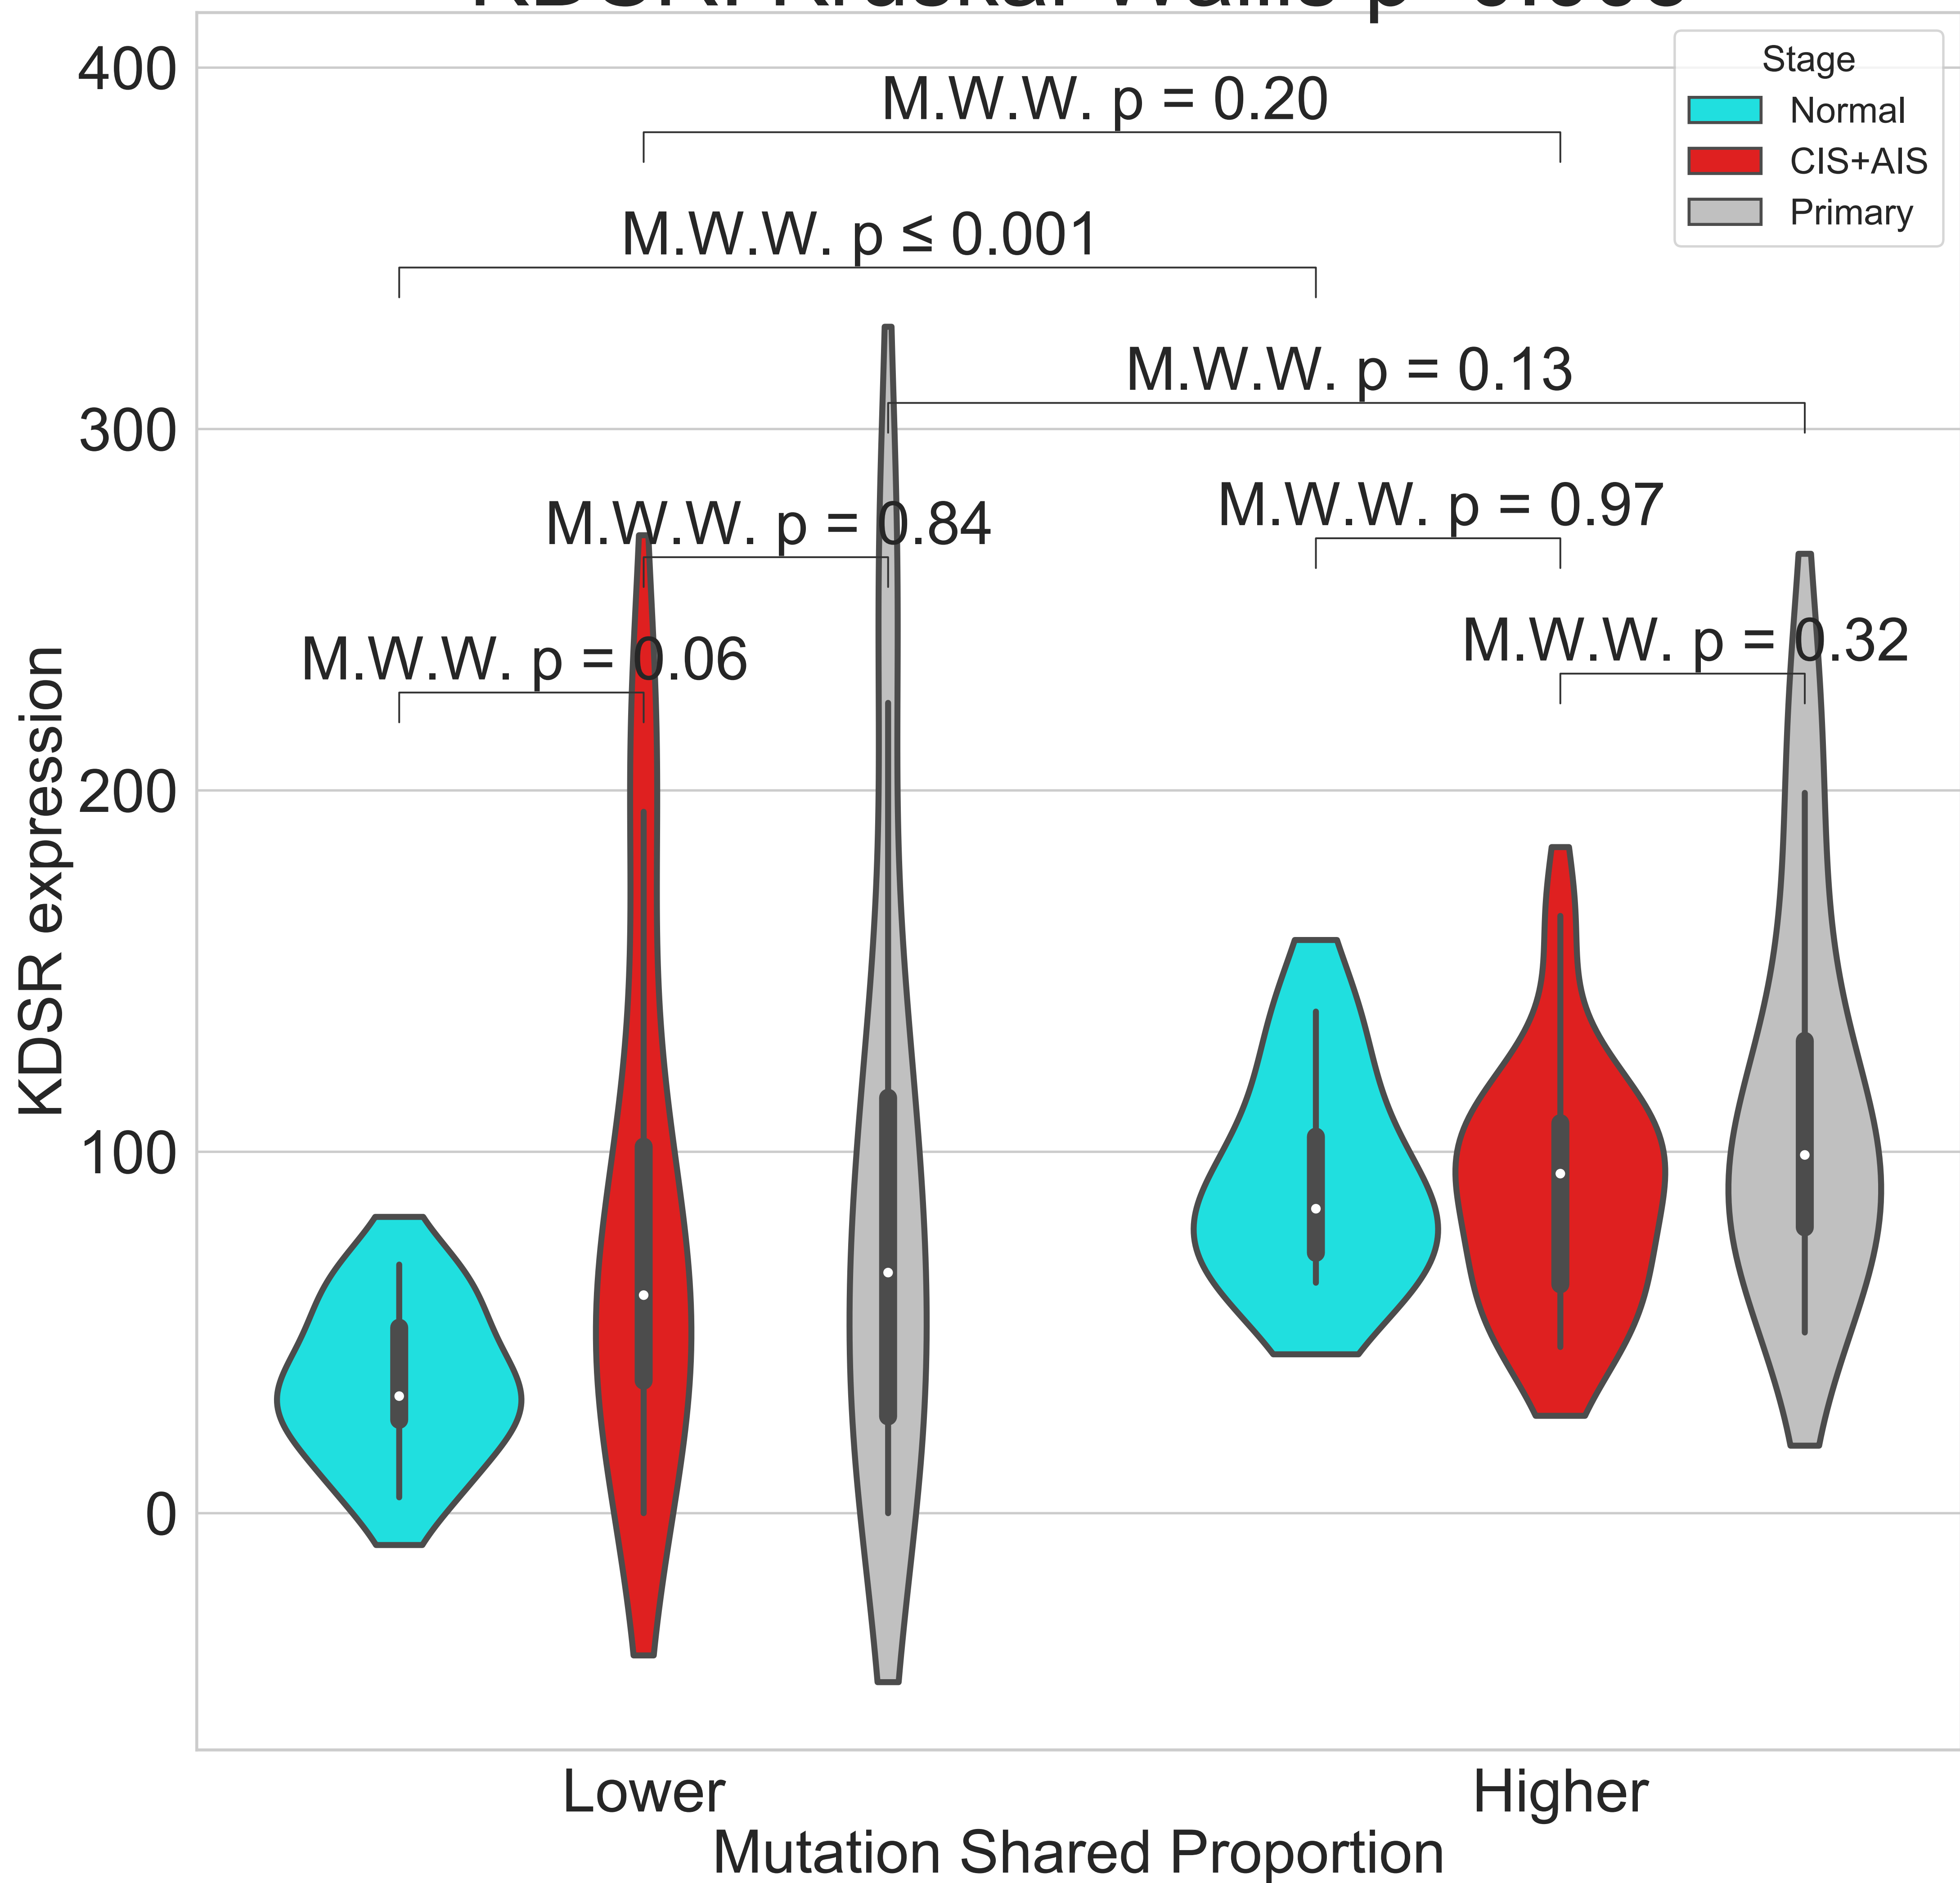 400
Stage
Normal
CIS+AIS
Primary
M.W.W. p = 0.20
M.W.W. p ≤ 0.001
M.W.W. p = 0.13
300
M.W.W. p = 0.84
M.W.W. p = 0.97
M.W.W. p = 0.06
M.W.W. p = 0.32
200
KDSR expression
100
0
Lower
Higher
Mutation Shared Proportion